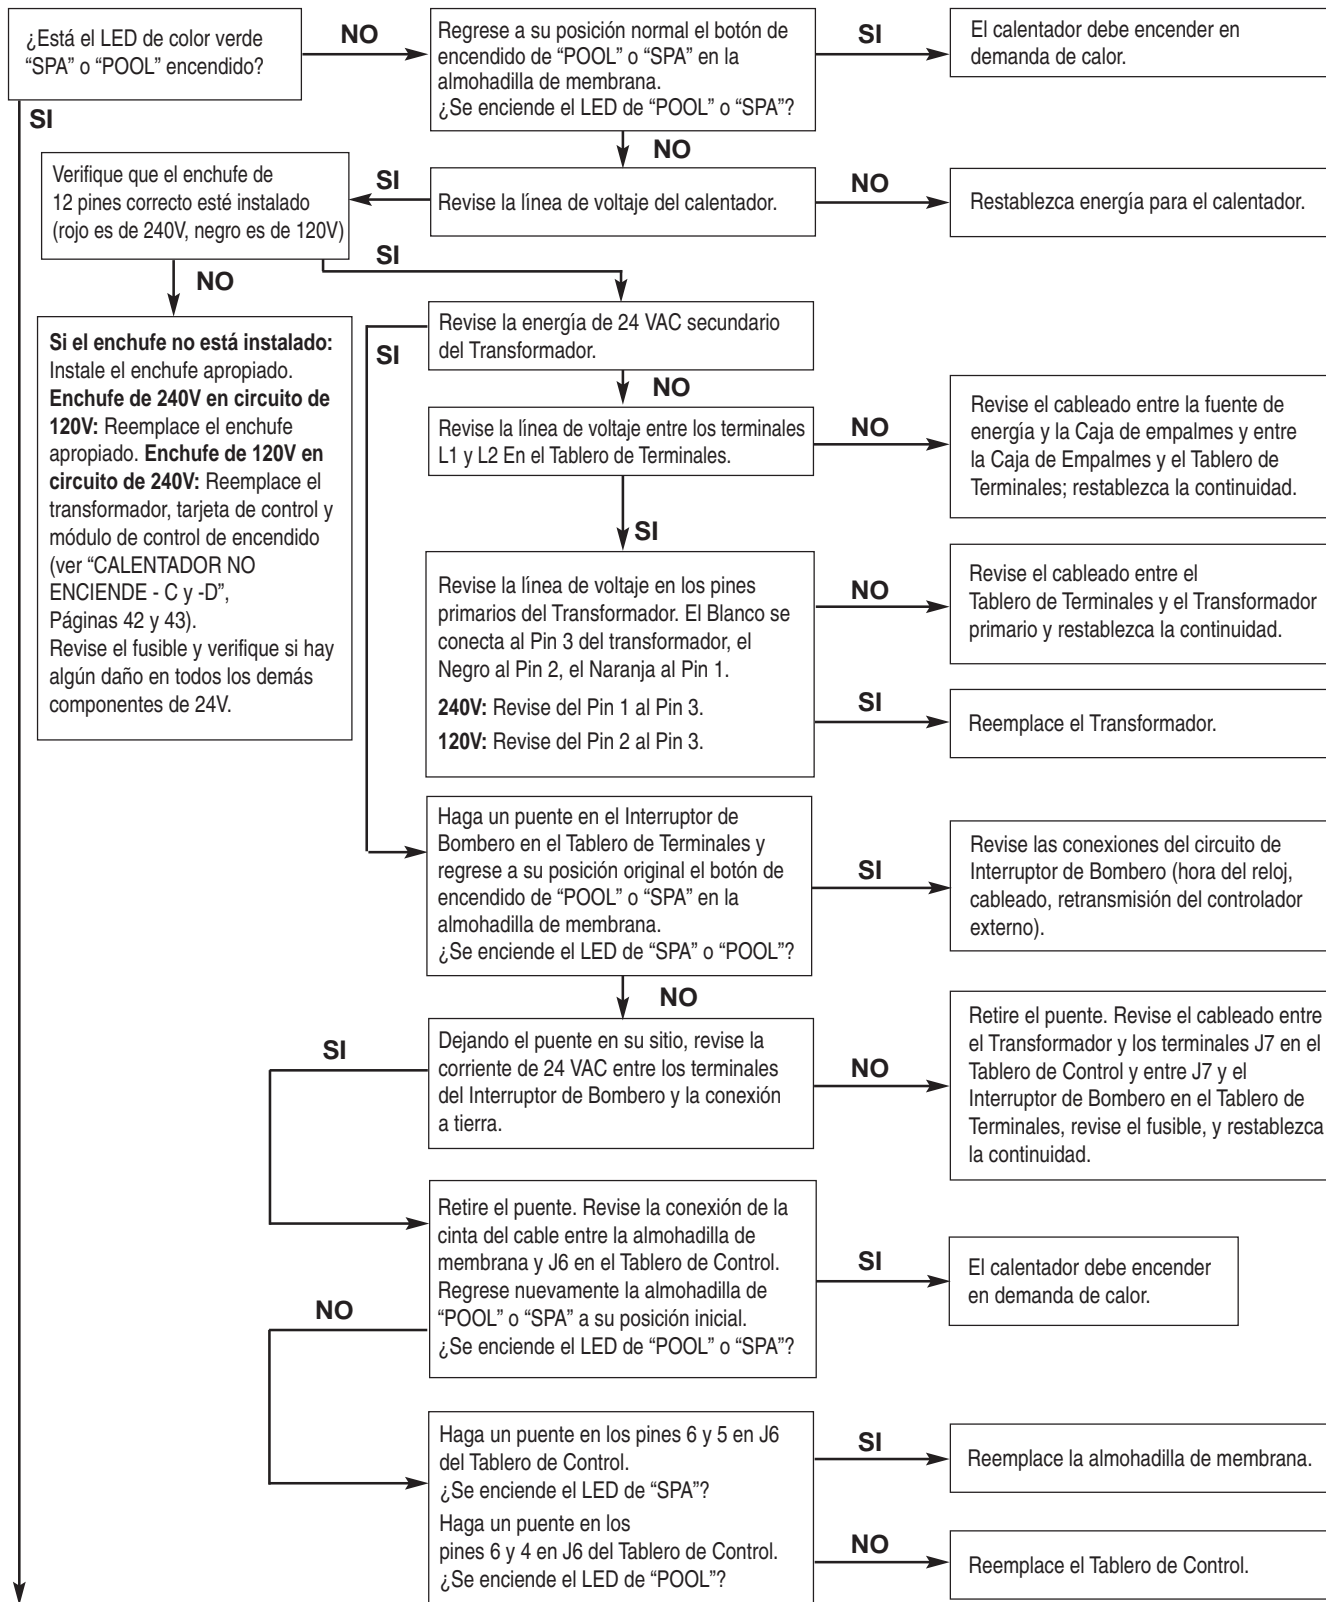 ¿Está el LED de color verde
“SPA” o “POOL” encendido?
NO
Regrese a su posición normal el botón de
encendido de “POOL” o “SPA” en la
almohadilla de membrana.
¿Se enciende el LED de “POOL” o “SPA”?
SI
El calentador debe encender en
demanda de calor.
SI
NO
Verifique que el enchufe de
12 pines correcto esté instalado
(rojo es de 240V, negro es de 120V)
SI
Revise la línea de voltaje del calentador.
NO
Restablezca energía para el calentador.
SI
NO
Si el enchufe no está instalado:
Instale el enchufe apropiado.
Enchufe de 240V en circuito de
120V: Reemplace el enchufe
apropiado. Enchufe de 120V en
circuito de 240V: Reemplace el
transformador, tarjeta de control y
módulo de control de encendido
(ver “CALENTADOR NO
ENCIENDE - C y -D”,
Páginas 42 y 43).
Revise el fusible y verifique si hay
algún daño en todos los demás
componentes de 24V.
SI
Revise la energía de 24 VAC secundario
del Transformador.
NO
Revise la línea de voltaje entre los terminales
L1 y L2 En el Tablero de Terminales.
NO
Revise el cableado entre la fuente de
energía y la Caja de empalmes y entre
la Caja de Empalmes y el Tablero de
Terminales; restablezca la continuidad.
SI
Revise la línea de voltaje en los pines
primarios del Transformador. El Blanco se
conecta al Pin 3 del transformador, el
Negro al Pin 2, el Naranja al Pin 1.
240V: Revise del Pin 1 al Pin 3.
120V: Revise del Pin 2 al Pin 3.
NO
Revise el cableado entre el
Tablero de Terminales y el Transformador
primario y restablezca la continuidad.
SI
Reemplace el Transformador.
Haga un puente en el Interruptor de
Bombero en el Tablero de Terminales y
regrese a su posición original el botón de
encendido de “POOL” o “SPA” en la
almohadilla de membrana.
¿Se enciende el LED de “SPA” o “POOL”?
SI
Revise las conexiones del circuito de
Interruptor de Bombero (hora del reloj,
cableado, retransmisión del controlador
externo).
NO
SI
Dejando el puente en su sitio, revise la
corriente de 24 VAC entre los terminales
del Interruptor de Bombero y la conexión
a tierra.
NO
Retire el puente. Revise el cableado entre
el Transformador y los terminales J7 en el
Tablero de Control y entre J7 y el
Interruptor de Bombero en el Tablero de
Terminales, revise el fusible, y restablezca
la continuidad.
Retire el puente. Revise la conexión de la
cinta del cable entre la almohadilla de
membrana y J6 en el Tablero de Control.
Regrese nuevamente la almohadilla de
“POOL” o “SPA” a su posición inicial.
¿Se enciende el LED de “POOL” o “SPA”?
SI
El calentador debe encender
en demanda de calor.
NO
Haga un puente en los pines 6 y 5 en J6
del Tablero de Control.
¿Se enciende el LED de “SPA”?
Haga un puente en los
pines 6 y 4 en J6 del Tablero de Control.
¿Se enciende el LED de “POOL”?
SI
Reemplace la almohadilla de membrana.
NO
Reemplace el Tablero de Control.